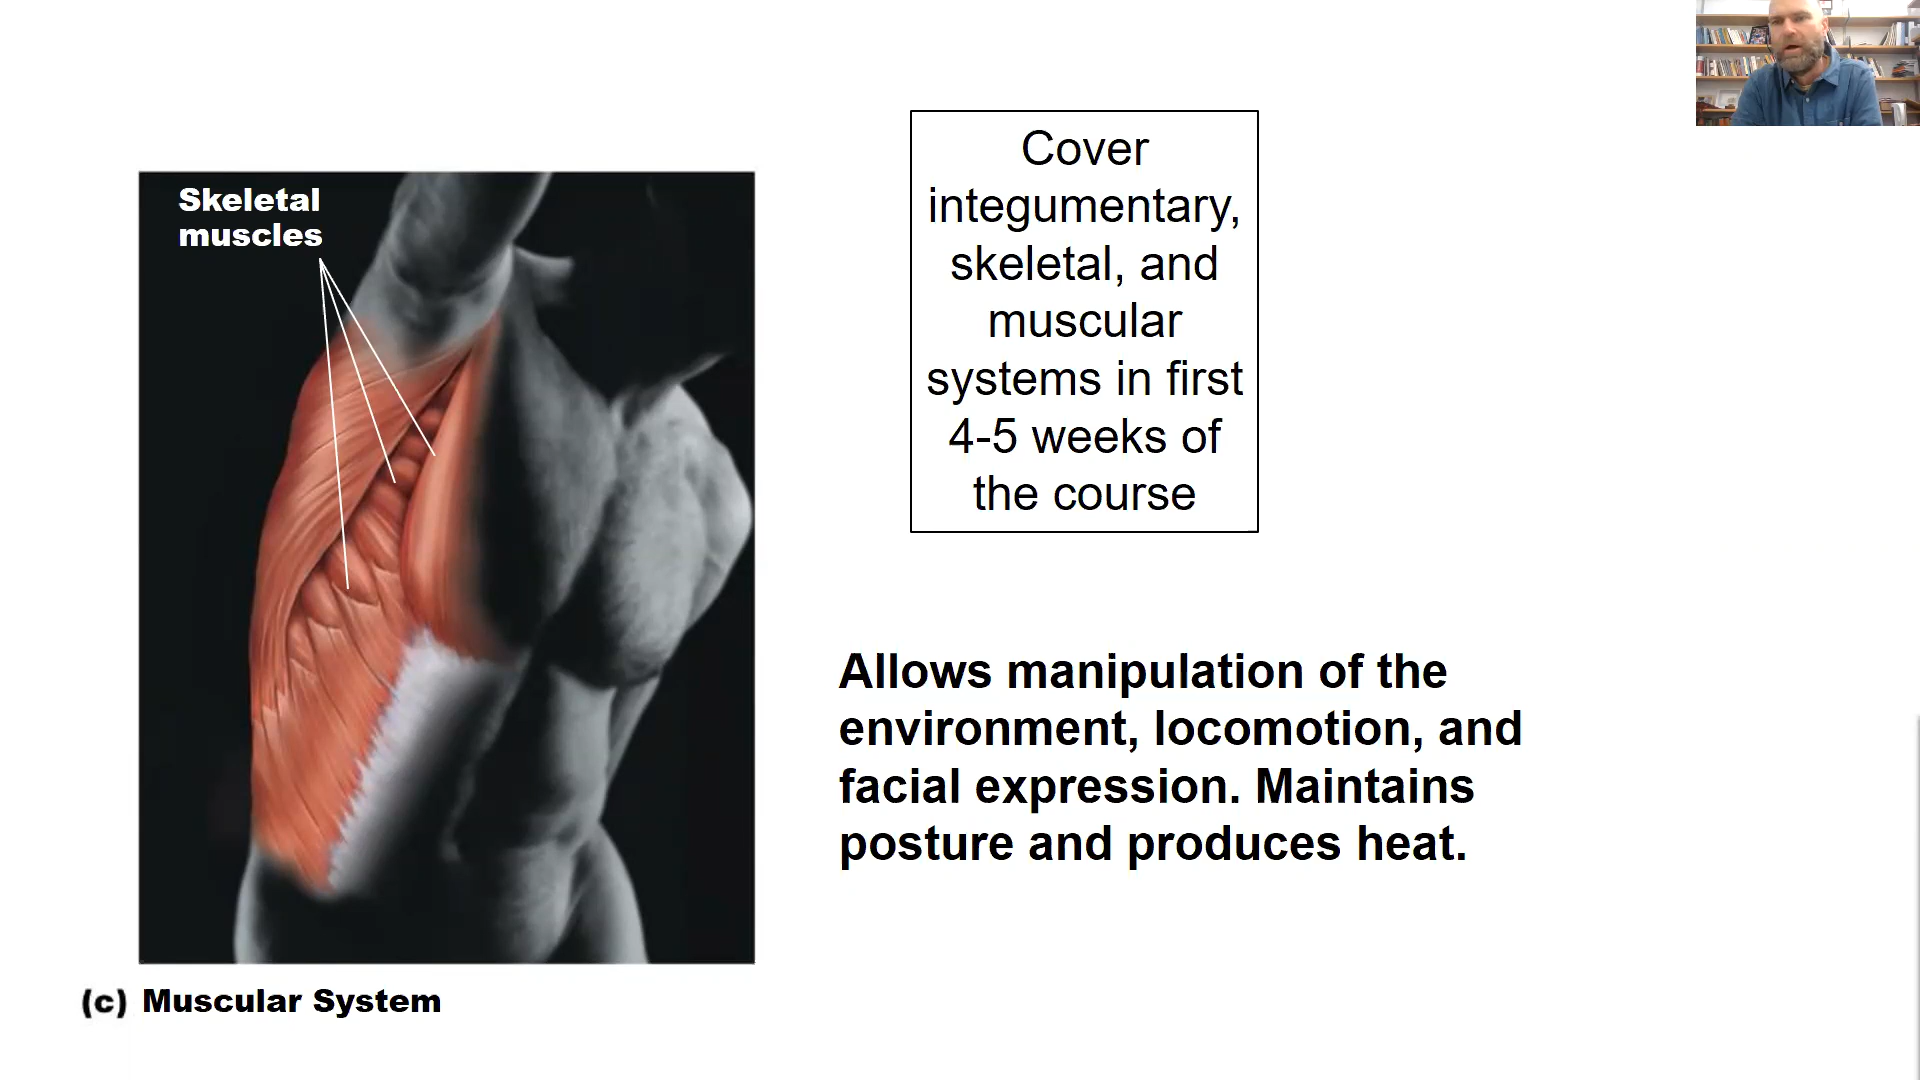 Skeletal
muscles
Cover
integumentary,
skeletal, and
muscular
systems in first
4-5 weeks of
the course
Allows manipulation of the
environment, locomotion, and
facial expression. Maintains
posture and produces heat.
(c) Muscular System